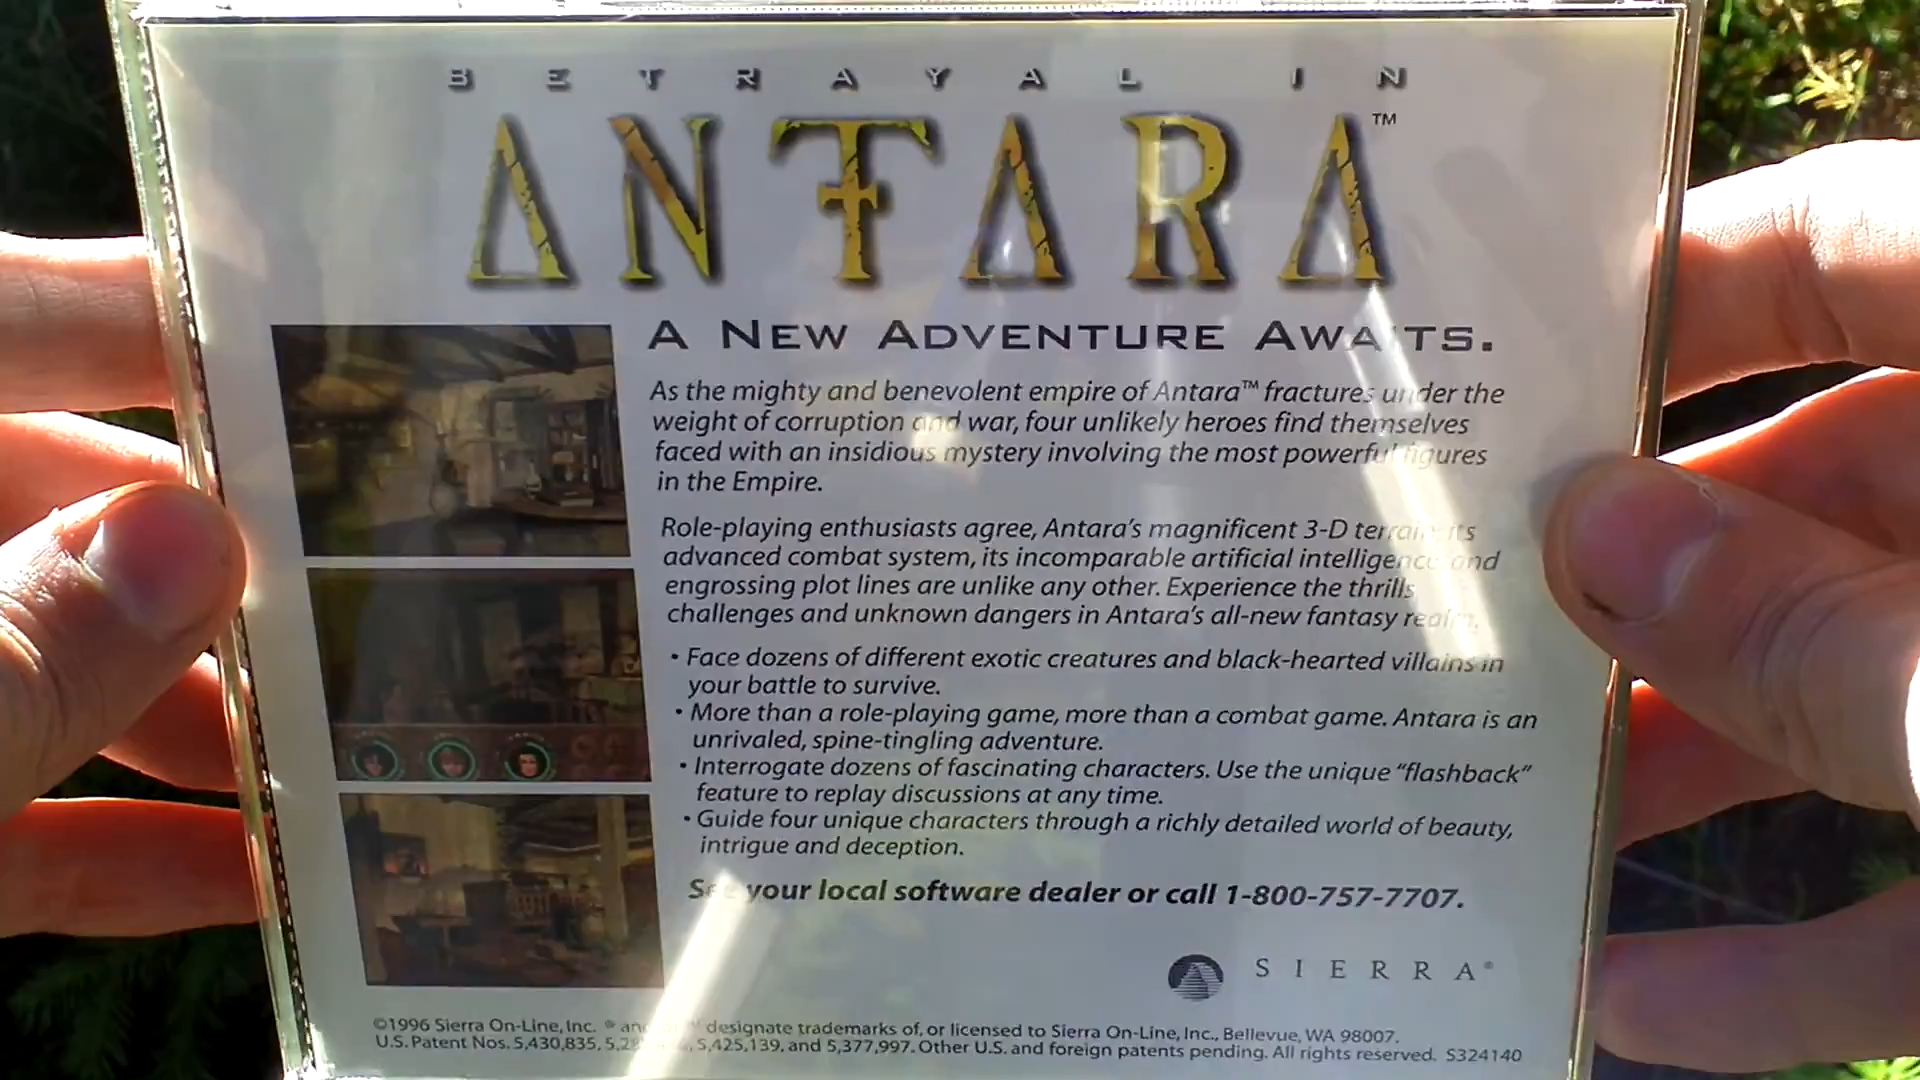 BETRAYAL IN
ANTARA™
A NEW ADVENTURE AWAITS.
As the mighty and benevolent empire of Antara™ fractures under the
weight of corruption and war, four unlikely heroes find themselves
faced with an insidious mystery involving the most powerful figures
in the Empire.
Role-playing enthusiasts agree, Antara's magnificent 3-D terrain, its
advanced combat system, its incomparable artificial intelligence and
engrossing plot lines are unlike any other. Experience the thrills
challenges and unknown dangers in Antara's all-new fantasy realm.
• Face dozens of different exotic creatures and black-hearted villains in
your battle to survive.
• More than a role-playing game, more than a combat game. Antara is an
unrivaled, spine-tingling adventure.
• Interrogate dozens of fascinating characters. Use the unique “flashback”
feature to replay discussions at any time.
• Guide four unique characters through a richly detailed world of beauty,
intrigue and deception.
See your local software dealer or call 1-800-757-7707.
SIERRA®
©1996 Sierra On-Line, Inc. ® and ™ designate trademarks of, or licensed to Sierra On-Line, Inc., Bellevue, WA 98007.
U.S. Patent Nos. 5,430,835, 5,425,139, and 5,377,997. Other U.S. and foreign patents pending. All rights reserved. S324140